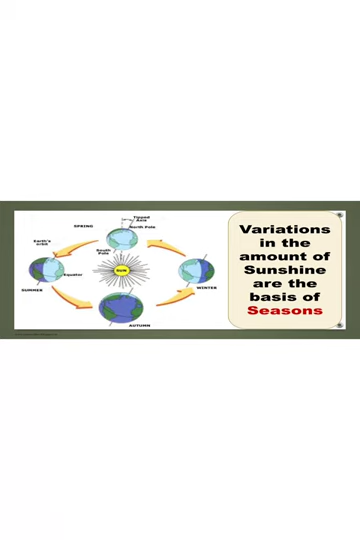 Tipped
Axis
North Pole
SPRING
Earth's
orbit
South
Pole
SUN
Equator
SUMMER
WINTER
AUTUMN
Variations
in the
amount of
Sunshine
are the
basis of
Seasons